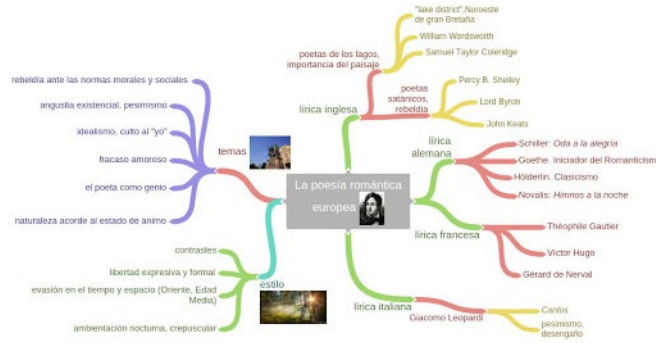 La poesía romántica
europea
temas
rebeldía ante las normas morales y sociales
angustia existencial, pesimismo
idealismo, culto al "yo"
fracaso amoroso
el poeta como genio
naturaleza acorde al estado de ánimo
estilo
contrastes
libertad expresiva y formal
evasión en el tiempo y espacio (Oriente, Edad
Media)
ambientación nocturna, crepuscular
lírica inglesa
poetas de los lagos,
importancia del paisaje
"lake district".Noroeste
de gran Bretaña
William Wordsworth
Samuel Taylor Coleridge
poetas
satánicos,
rebeldía
Percy B. Shelley
Lord Byron
John Keats
lírica
alemana
Schiller: Oda a la alegría
Goethe. Iniciador del Romanticism
Hölderlin. Clasicismo
Novalis: Himnos a la noche
lírica francesa
Théophile Gautier
Víctor Hugo
Gérard de Nerval
lírica italiana
Giacomo Leopardi
Cantos
pesimismo,
desengaño